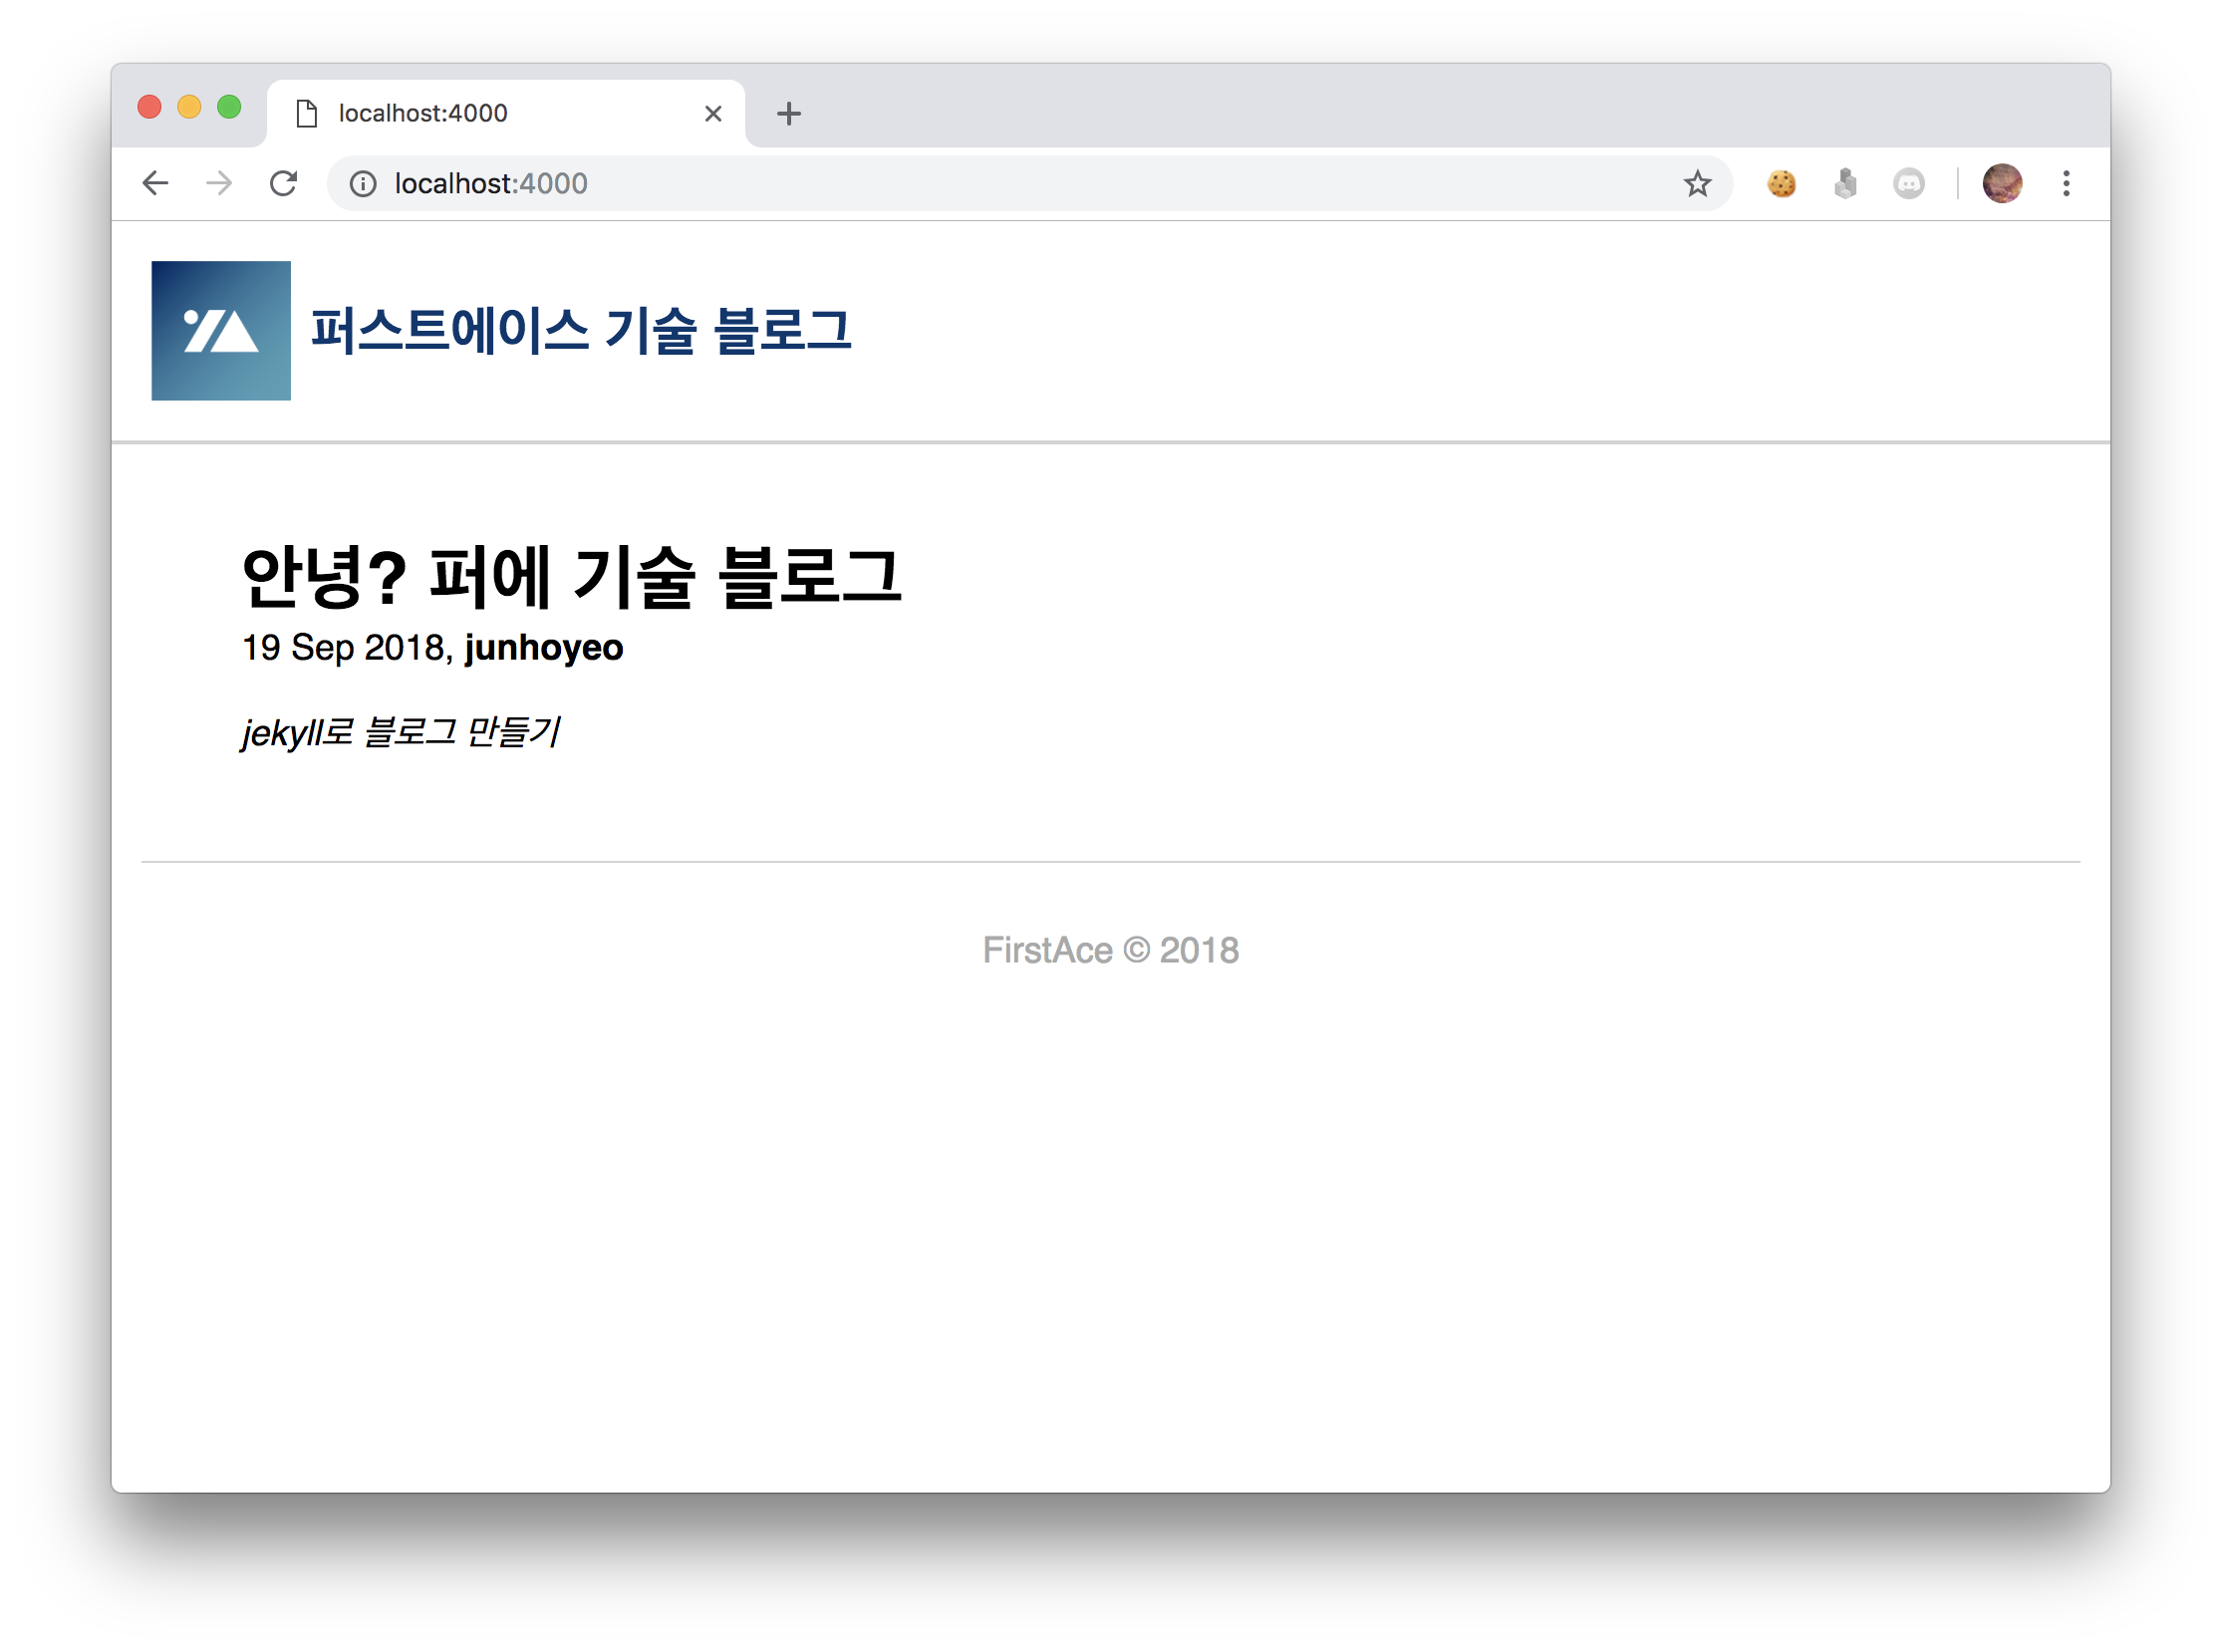 localhost:4000
localhost:4000
퍼스트에이스 기술 블로그
안녕? 퍼에 기술 블로그
19 Sep 2018, junhoyeo
jekyll로 블로그 만들기
FirstAce © 2018